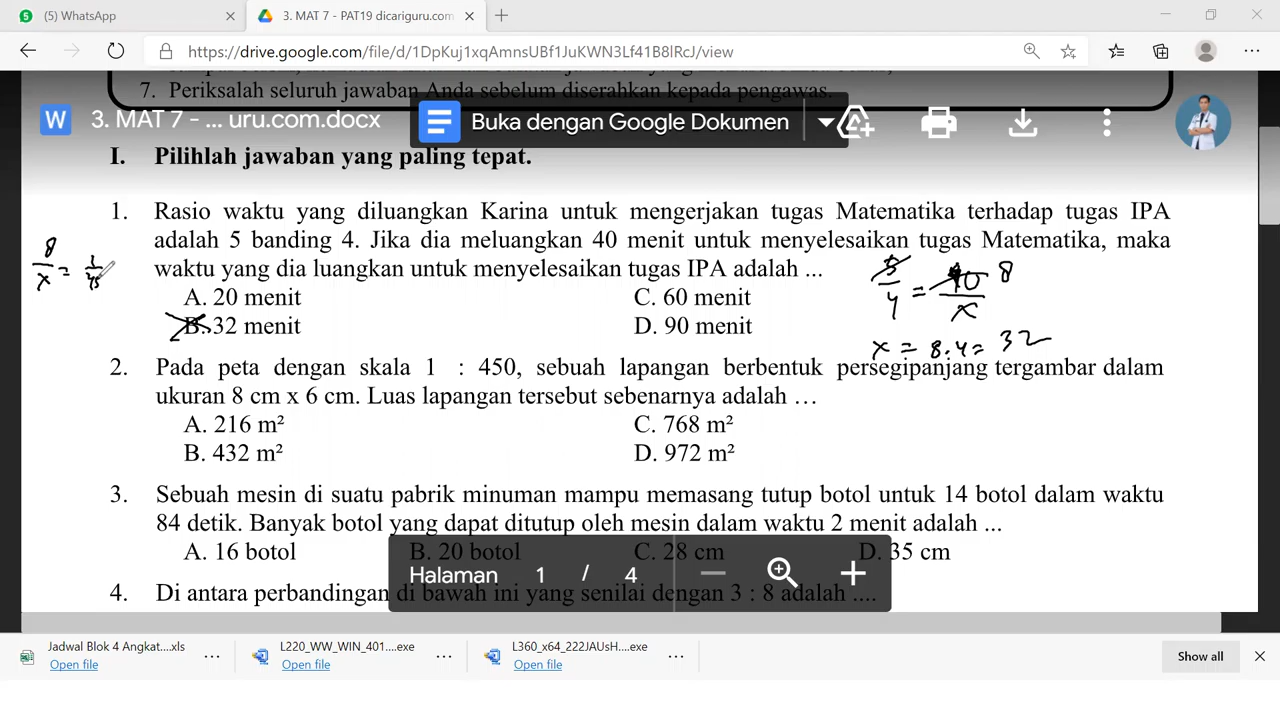 5 (5) WhatsApp
3. MAT 7 - PAT19 dicariguru.com
https://drive.google.com/file/d/1DpKuj1xqAmnsUBf1JuKWN3Lf41B8lRcJ/view
7. Periksalah seluruh jawaban Anda sebelum diserahkan kepada pengawas.
W 3. MAT 7 - ... uru.com.docx
Buka dengan Google Dokumen
I. Pilihlah jawaban yang paling tepat.
1. Rasio waktu yang diluangkan Karina untuk mengerjakan tugas Matematika terhadap tugas IPA
adalah 5 banding 4. Jika dia meluangkan 40 menit untuk menyelesaikan tugas Matematika, maka
waktu yang dia luangkan untuk menyelesaikan tugas IPA adalah ...
A. 20 menit C. 60 menit
B. 32 menit D. 90 menit
8/x =
5/4 = 40/x 8
x = 8.4 = 32
2. Pada peta dengan skala 1 : 450, sebuah lapangan berbentuk persegipanjang tergambar dalam
ukuran 8 cm x 6 cm. Luas lapangan tersebut sebenarnya adalah …
A. 216 m² C. 768 m²
B. 432 m² D. 972 m²
3. Sebuah mesin di suatu pabrik minuman mampu memasang tutup botol untuk 14 botol dalam waktu
84 detik. Banyak botol yang dapat ditutup oleh mesin dalam waktu 2 menit adalah ...
A. 16 botol B. 20 botol C. 28 cm D. 35 cm
Halaman 1 / 4
4. Di antara perbandingan di bawah ini yang senilai dengan 3 : 8 adalah ....
Jadwal Blok 4 Angkat....xls
Open file
L220_WW_WIN_401....exe
Open file
L360_x64_222JAUsH....exe
Open file
Show all